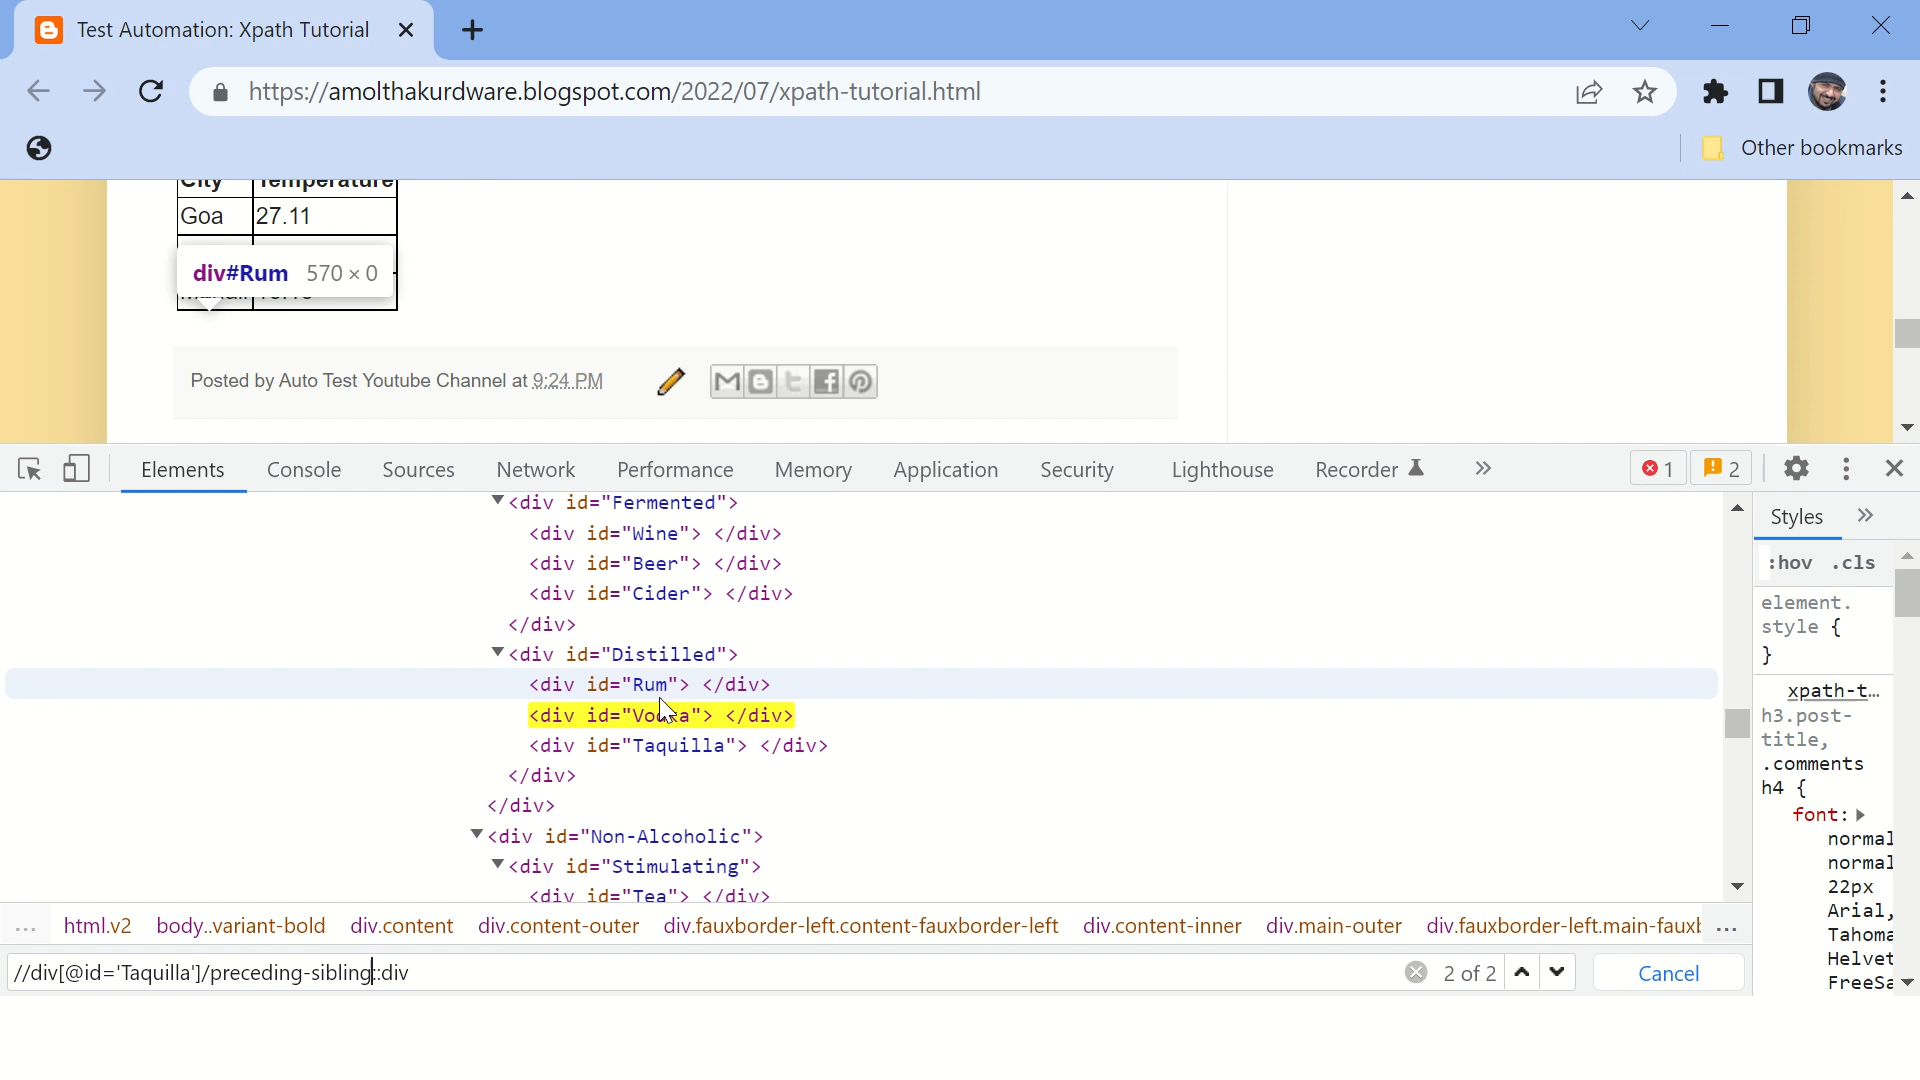 Test Automation: Xpath Tutorial
https://amolthakurdware.blogspot.com/2022/07/xpath-tutorial.html
Other bookmarks
City Temperature
Goa 27.11
div#Rum 570 × 0
Posted by Auto Test Youtube Channel at 9:24 PM
Elements Console Sources Network Performance Memory Application Security Lighthouse Recorder 1 2
<div id="Fermented">
<div id="Wine"> </div>
<div id="Beer"> </div>
<div id="Cider"> </div>
</div>
<div id="Distilled">
<div id="Rum"> </div>
<div id="Vodka"> </div>
<div id="Taquilla"> </div>
</div>
</div>
<div id="Non-Alcoholic">
<div id="Stimulating">
<div id="Tea"> </div>
Styles
:hov .cls
element.
style {
}
xpath-t…
h3.post-
title,
.comments
h4 {
font:
normal
normal
22px
Arial,
Tahoma
Helvet
FreeSa
... html.v2 body..variant-bold div.content div.content-outer div.fauxborder-left.content-fauxborder-left div.content-inner div.main-outer div.fauxborder-left.main-fauxb ...
//div[@id='Taquilla']/preceding-sibling::div 2 of 2 Cancel